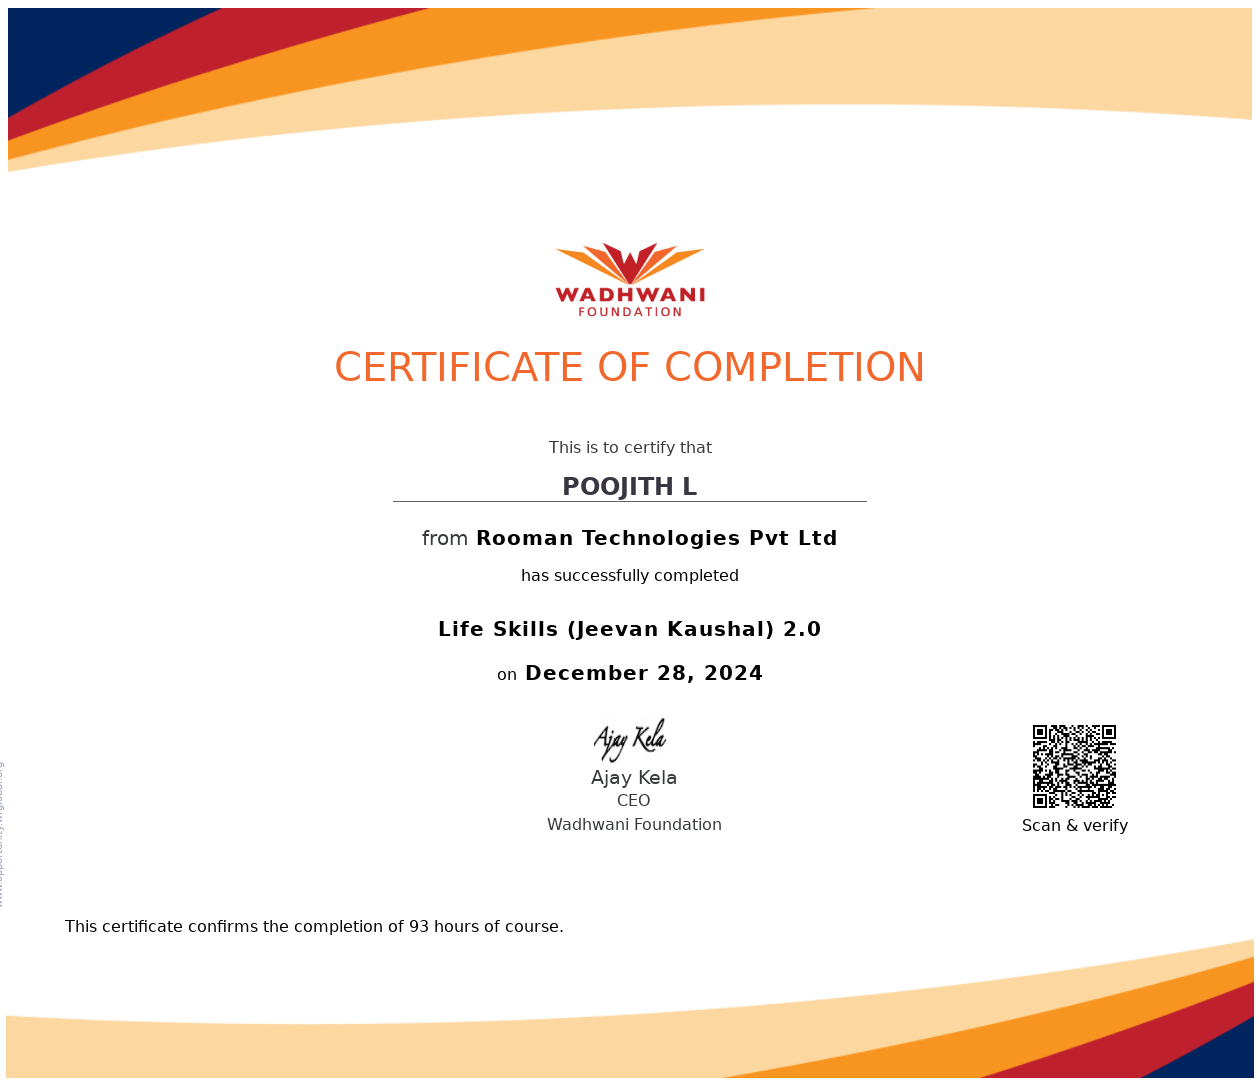 WADHWANI
FOUNDATION
CERTIFICATE OF COMPLETION
This is to certify that
POOJITH L
from Rooman Technologies Pvt Ltd
has successfully completed
Life Skills (Jeevan Kaushal) 2.0
on December 28, 2024
Ajay Kela
Ajay Kela
CEO
Wadhwani Foundation
Scan & verify
www.opportunity.wfglobal.org
This certificate confirms the completion of 93 hours of course.